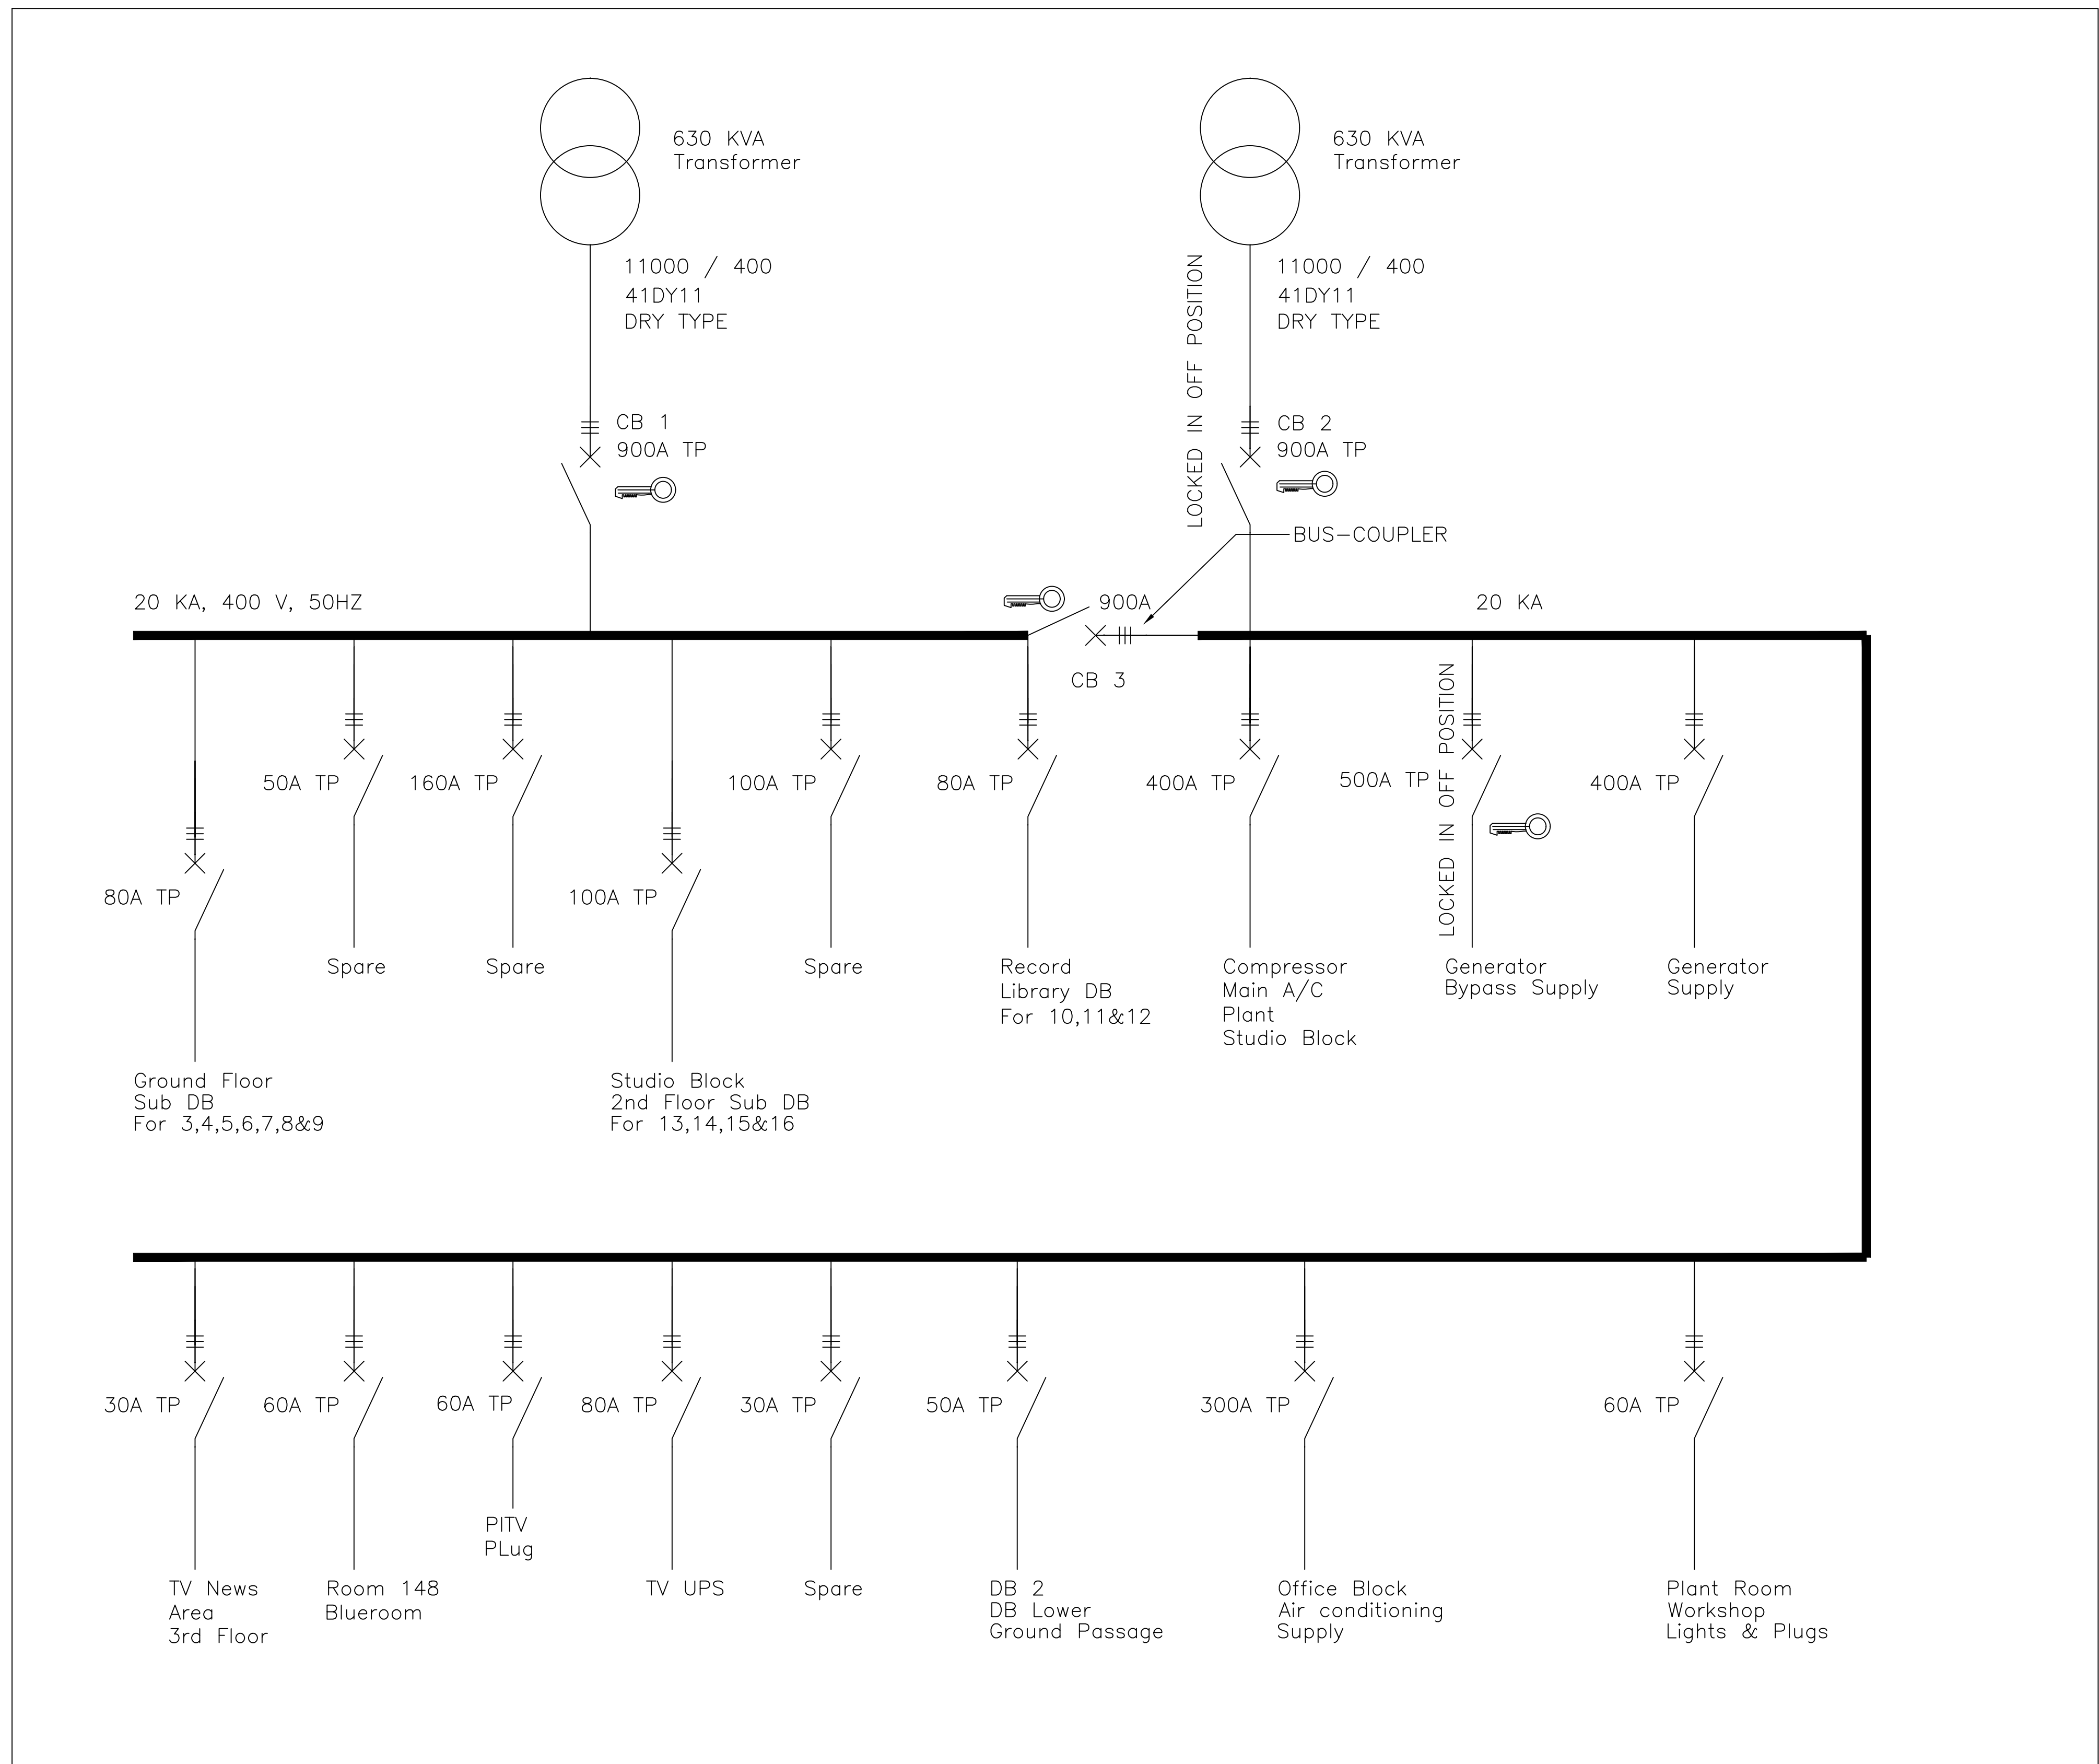 630 KVA
Transformer
630 KVA
Transformer
11000 / 400
41DY11
DRY TYPE
LOCKED IN OFF POSITION
11000 / 400
41DY11
DRY TYPE
CB 1
900A TP
CB 2
900A TP
BUS-COUPLER
20 KA, 400 V, 50HZ
900A
20 KA
CB 3
50A TP
160A TP
100A TP
80A TP
400A TP
500A TP
LOCKED IN OFF POSITION
400A TP
80A TP
100A TP
Spare
Spare
Spare
Record
Library DB
For 10,11&12
Compressor
Main A/C
Plant
Studio Block
Generator
Bypass Supply
Generator
Supply
Ground Floor
Sub DB
For 3,4,5,6,7,8&9
Studio Block
2nd Floor Sub DB
For 13,14,15&16
30A TP
60A TP
60A TP
80A TP
30A TP
50A TP
300A TP
60A TP
PITV
PLug
TV News
Area
3rd Floor
Room 148
Blueroom
TV UPS
Spare
DB 2
DB Lower
Ground Passage
Office Block
Air conditioning
Supply
Plant Room
Workshop
Lights & Plugs